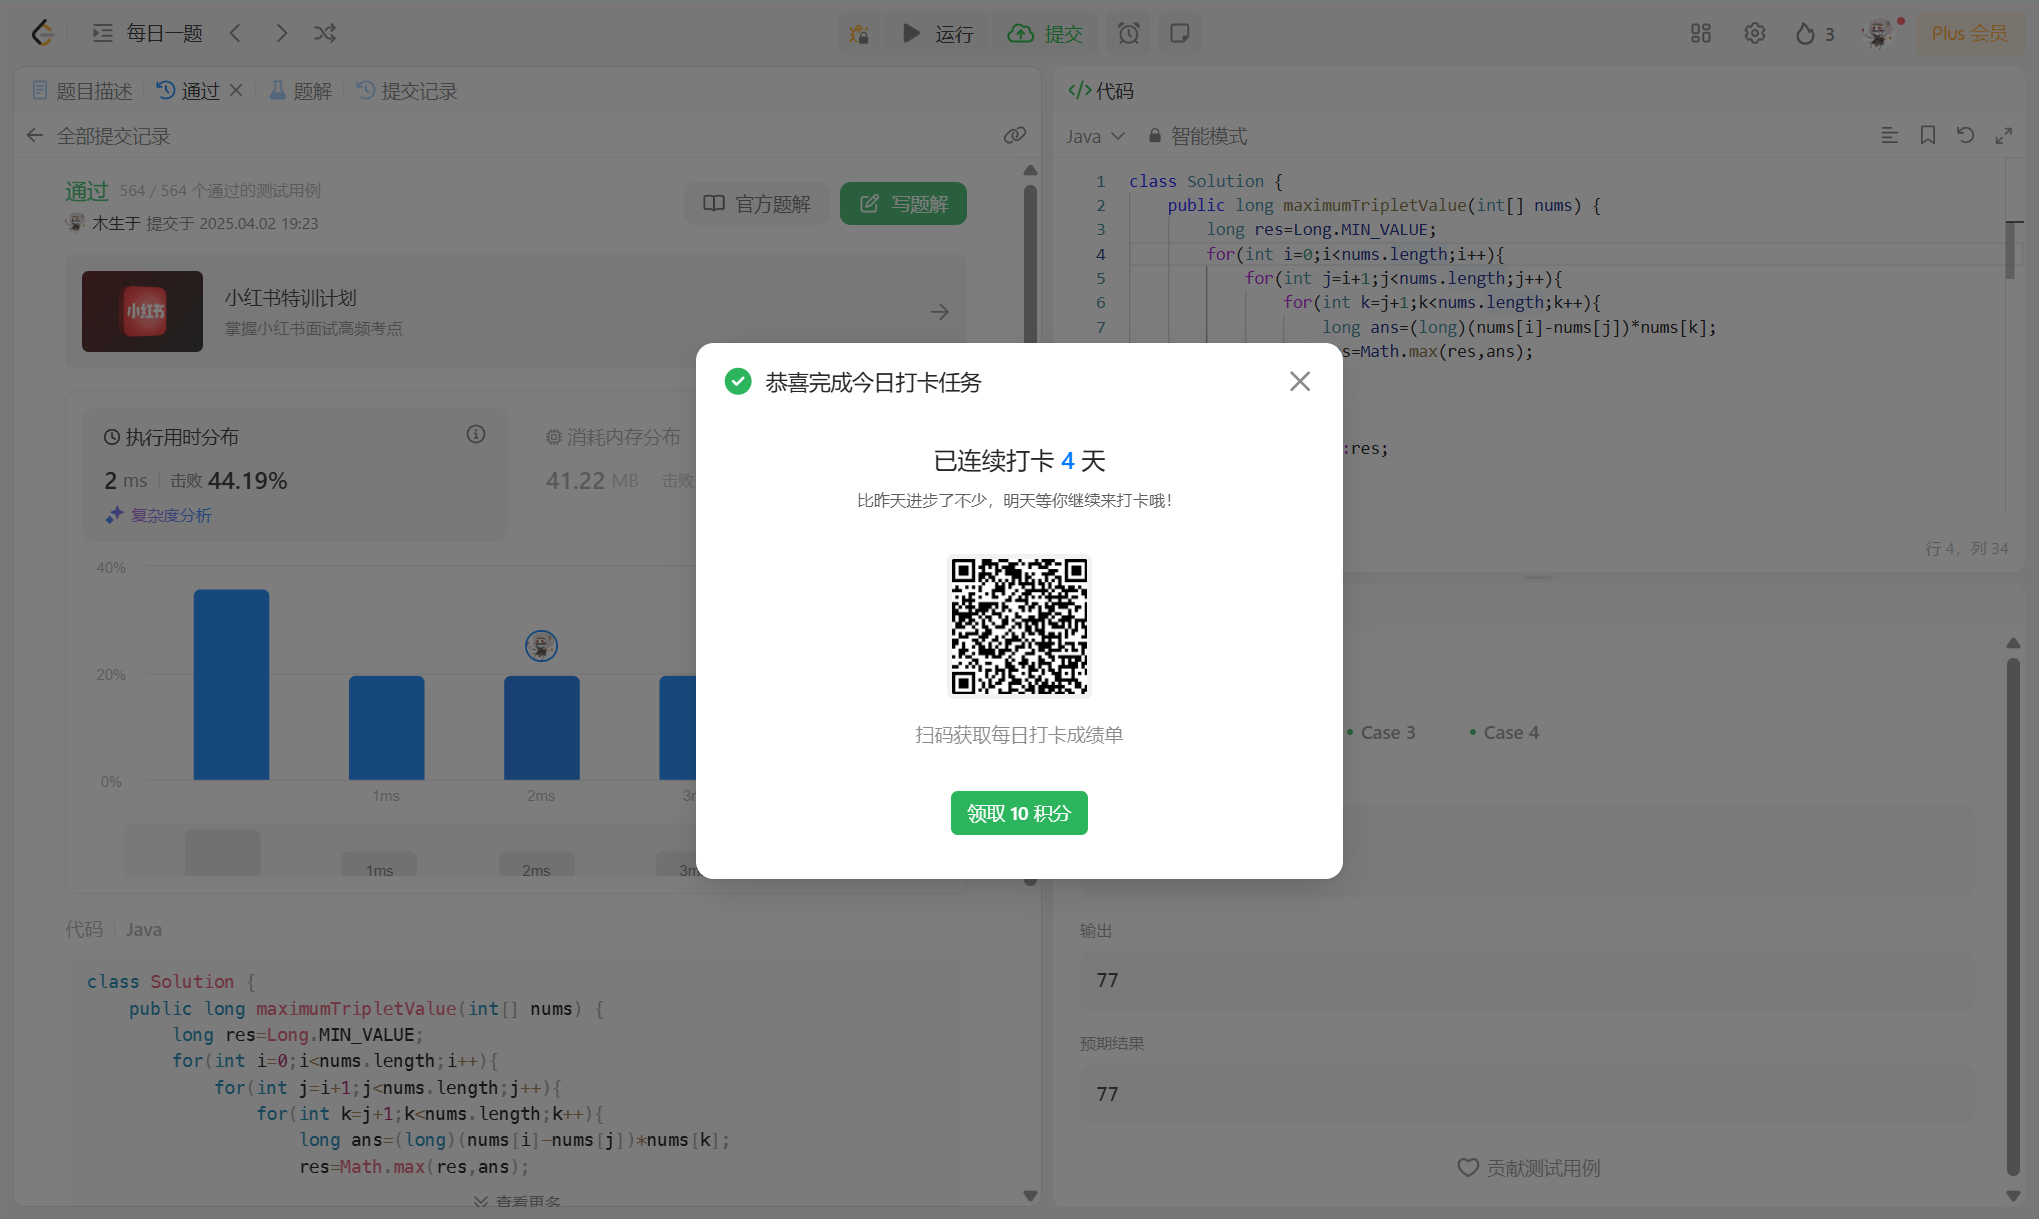 每日一题
运行
提交
3
Plus 会员
题目描述
通过
题解
提交记录
全部提交记录
通过 564 / 564 个通过的测试用例
木生于 提交于 2025.04.02 19:23
官方题解
写题解
小红书
小红书特训计划
掌握小红书面试高频考点
执行用时分布
2 ms 击败 44.19%
复杂度分析
消耗内存分布
41.22 MB 击败
40%
20%
0%
1ms
2ms
1ms
2ms
代码 Java
class Solution {
public long maximumTripletValue(int[] nums) {
long res=Long.MIN_VALUE;
for(int i=0;i<nums.length;i++){
for(int j=i+1;j<nums.length;j++){
for(int k=j+1;k<nums.length;k++){
long ans=(long)(nums[i]-nums[j])*nums[k];
res=Math.max(res,ans);
查看更多
恭喜完成今日打卡任务
已连续打卡 4 天
比昨天进步了不少，明天等你继续来打卡哦！
扫码获取每日打卡成绩单
领取 10 积分
代码
Java
智能模式
1 class Solution {
2 public long maximumTripletValue(int[] nums) {
3 long res=Long.MIN_VALUE;
4 for(int i=0;i<nums.length;i++){
5 for(int j=i+1;j<nums.length;j++){
6 for(int k=j+1;k<nums.length;k++){
7 long ans=(long)(nums[i]-nums[j])*nums[k];
s=Math.max(res,ans);
:res;
行 4，列 34
Case 3
Case 4
输出
77
预期结果
77
贡献测试用例